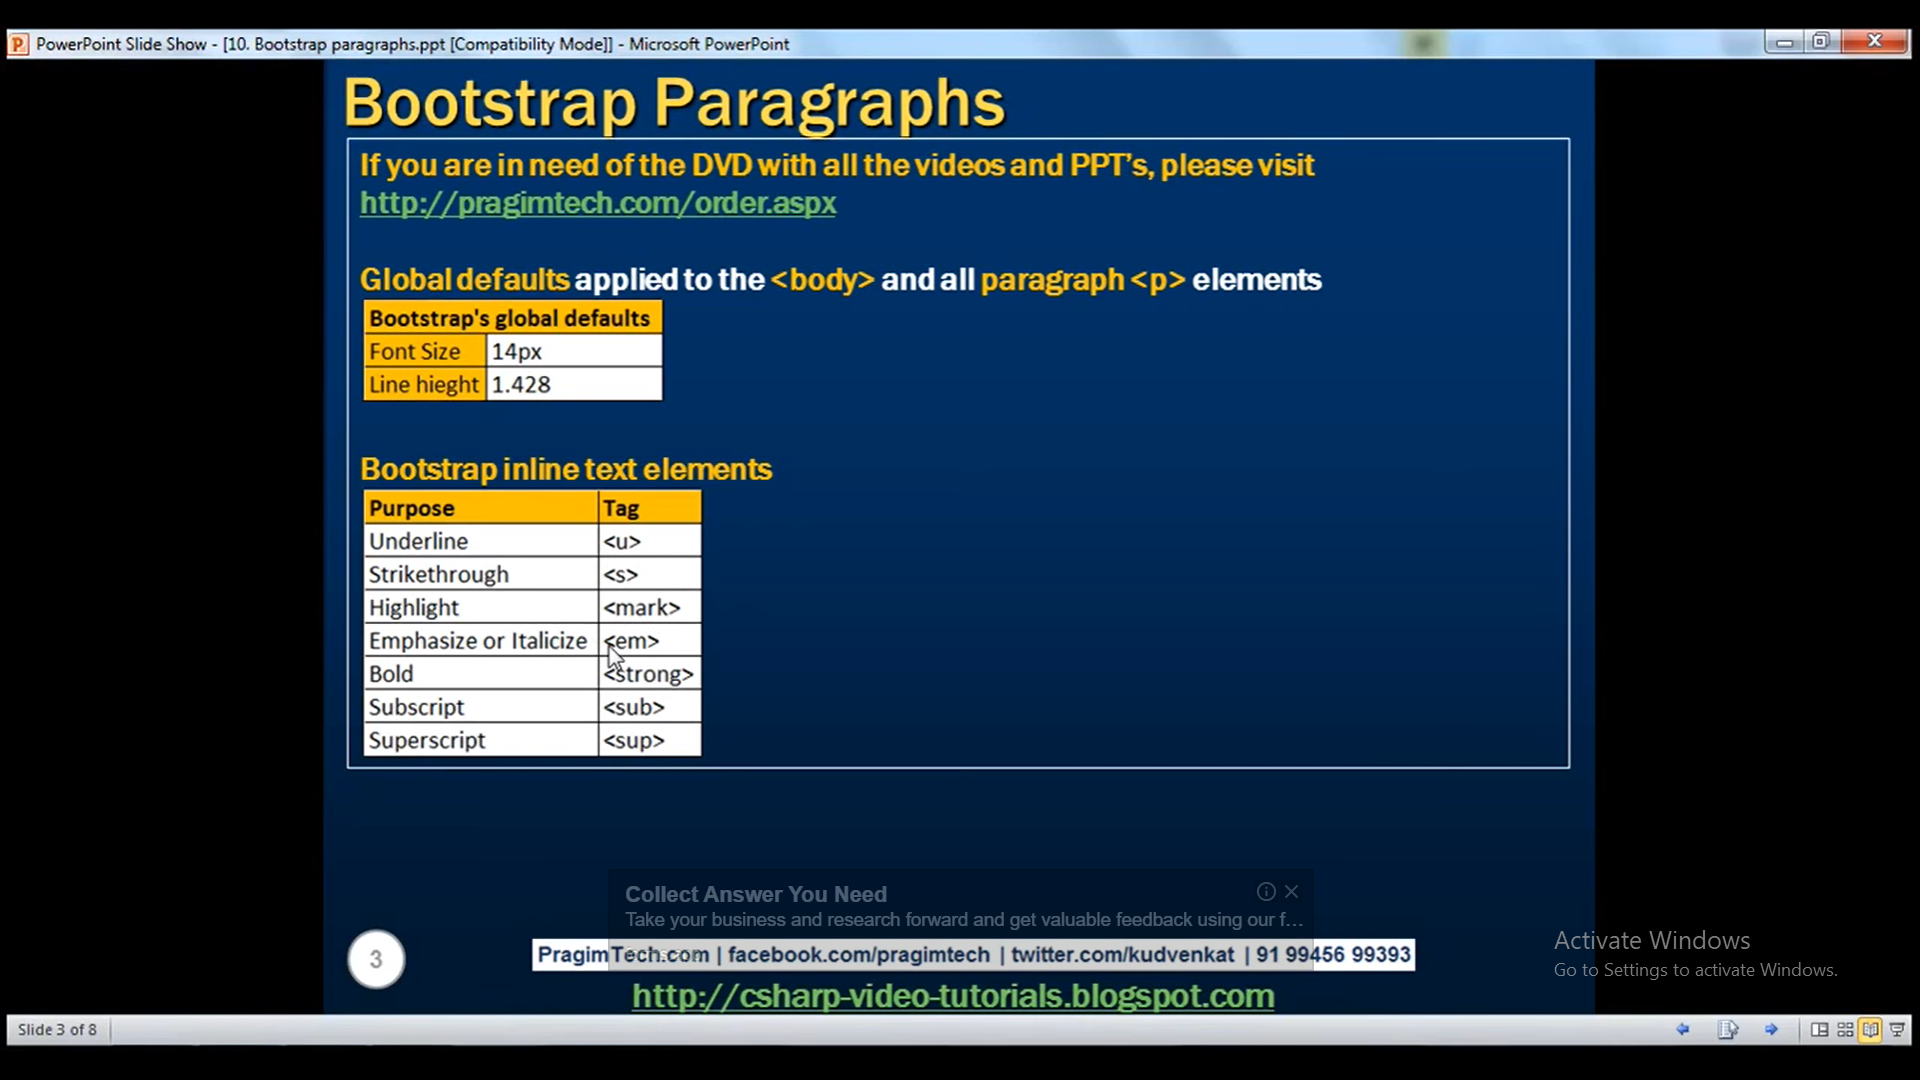 PowerPoint Slide Show - [10. Bootstrap paragraphs.ppt [Compatibility Mode]] - Microsoft PowerPoint
Bootstrap Paragraphs
If you are in need of the DVD with all the videos and PPT's, please visit
http://pragimtech.com/order.aspx
Global defaults applied to the <body> and all paragraph <p> elements
Bootstrap's global defaults
Font Size 14px
Line hieght 1.428
Bootstrap inline text elements
Purpose Tag
Underline <u>
Strikethrough <s>
Highlight <mark>
Emphasize or Italicize <em>
Bold <strong>
Subscript <sub>
Superscript <sup>
Collect Answer You Need
Take your business and research forward and get valuable feedback using our f...
3
PragimTech.com | facebook.com/pragimtech | twitter.com/kudvenkat | 91 99456 99393
http://csharp-video-tutorials.blogspot.com
Activate Windows
Go to Settings to activate Windows.
Slide 3 of 8